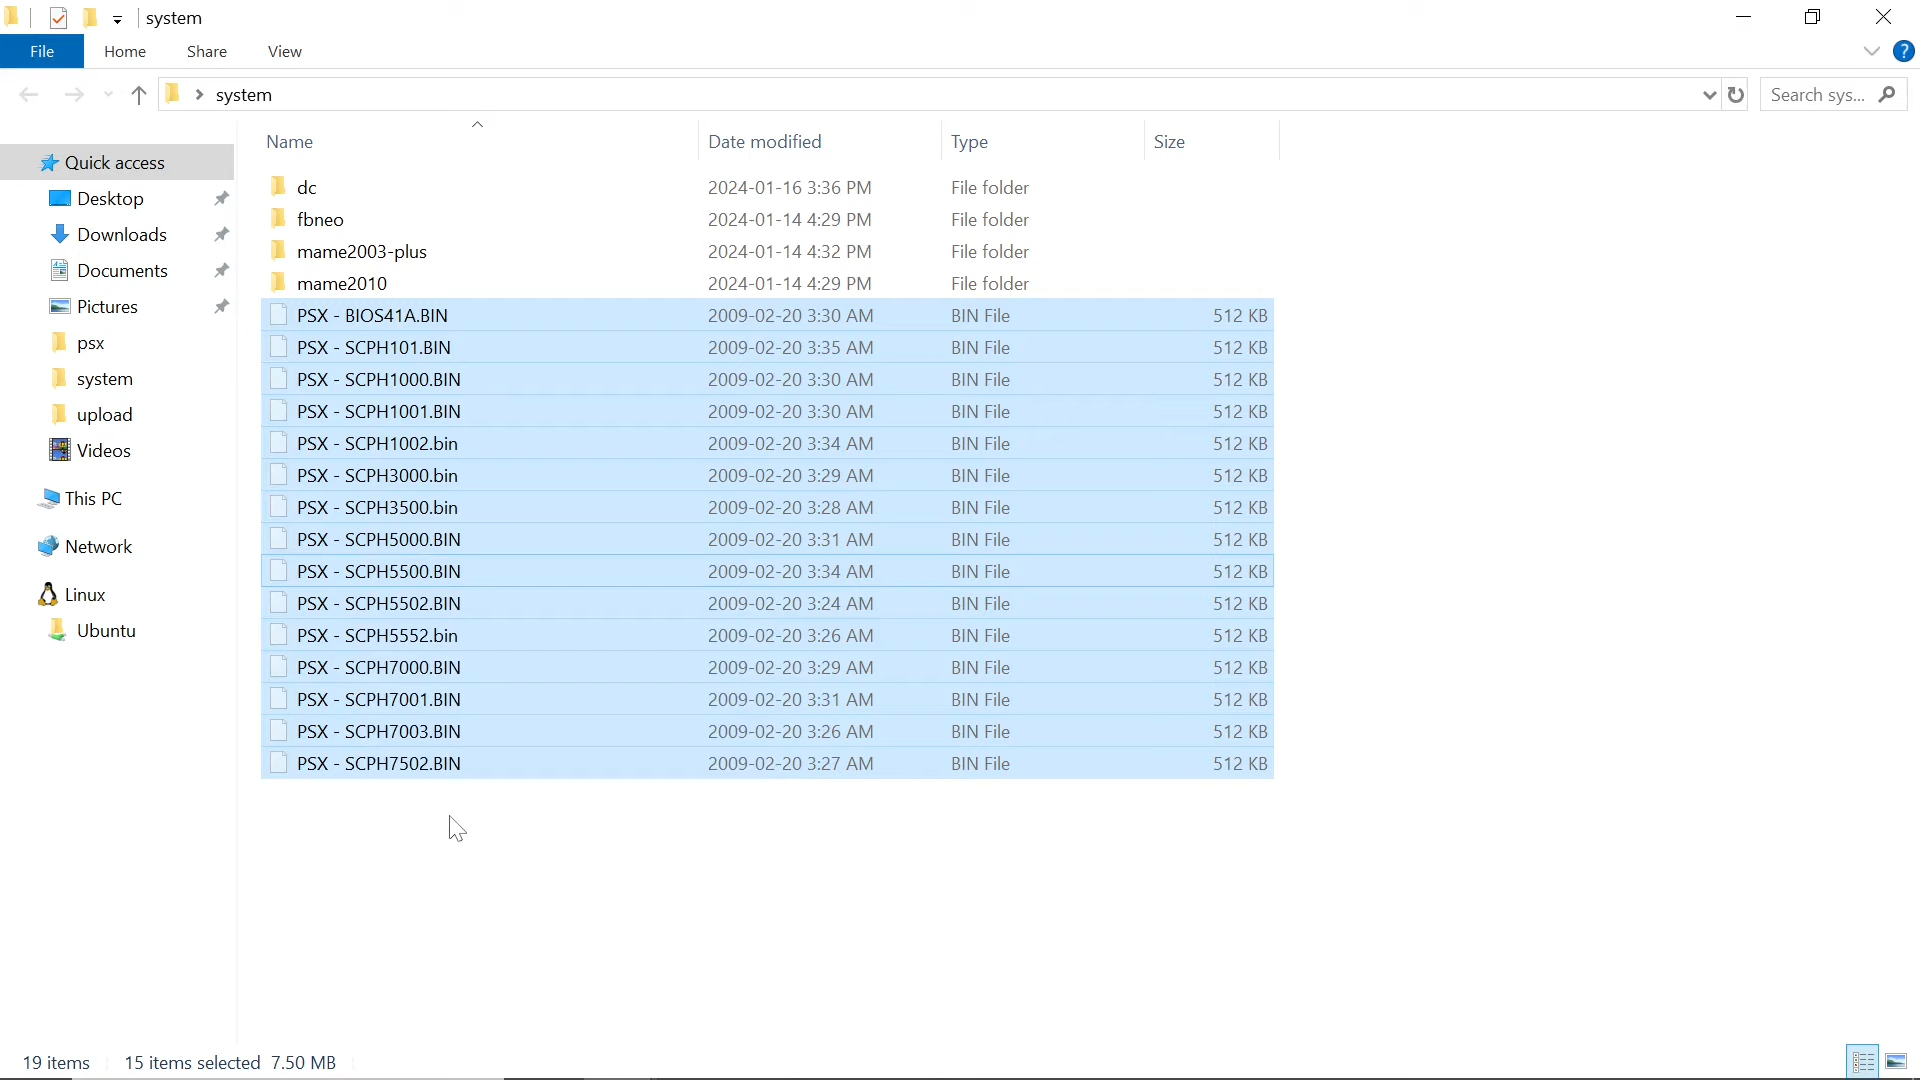 system
File Home Share View
system Search sys...
Name Date modified Type Size
Quick access
Desktop
Downloads
Documents
Pictures
psx
system
upload
Videos
This PC
Network
Linux
Ubuntu
dc 2024-01-16 3:36 PM File folder
fbneo 2024-01-14 4:29 PM File folder
mame2003-plus 2024-01-14 4:32 PM File folder
mame2010 2024-01-14 4:29 PM File folder
PSX - BIOS41A.BIN 2009-02-20 3:30 AM BIN File 512 KB
PSX - SCPH101.BIN 2009-02-20 3:35 AM BIN File 512 KB
PSX - SCPH1000.BIN 2009-02-20 3:30 AM BIN File 512 KB
PSX - SCPH1001.BIN 2009-02-20 3:30 AM BIN File 512 KB
PSX - SCPH1002.bin 2009-02-20 3:34 AM BIN File 512 KB
PSX - SCPH3000.bin 2009-02-20 3:29 AM BIN File 512 KB
PSX - SCPH3500.bin 2009-02-20 3:28 AM BIN File 512 KB
PSX - SCPH5000.BIN 2009-02-20 3:31 AM BIN File 512 KB
PSX - SCPH5500.BIN 2009-02-20 3:34 AM BIN File 512 KB
PSX - SCPH5502.BIN 2009-02-20 3:24 AM BIN File 512 KB
PSX - SCPH5552.bin 2009-02-20 3:26 AM BIN File 512 KB
PSX - SCPH7000.BIN 2009-02-20 3:29 AM BIN File 512 KB
PSX - SCPH7001.BIN 2009-02-20 3:31 AM BIN File 512 KB
PSX - SCPH7003.BIN 2009-02-20 3:26 AM BIN File 512 KB
PSX - SCPH7502.BIN 2009-02-20 3:27 AM BIN File 512 KB
19 items 15 items selected 7.50 MB